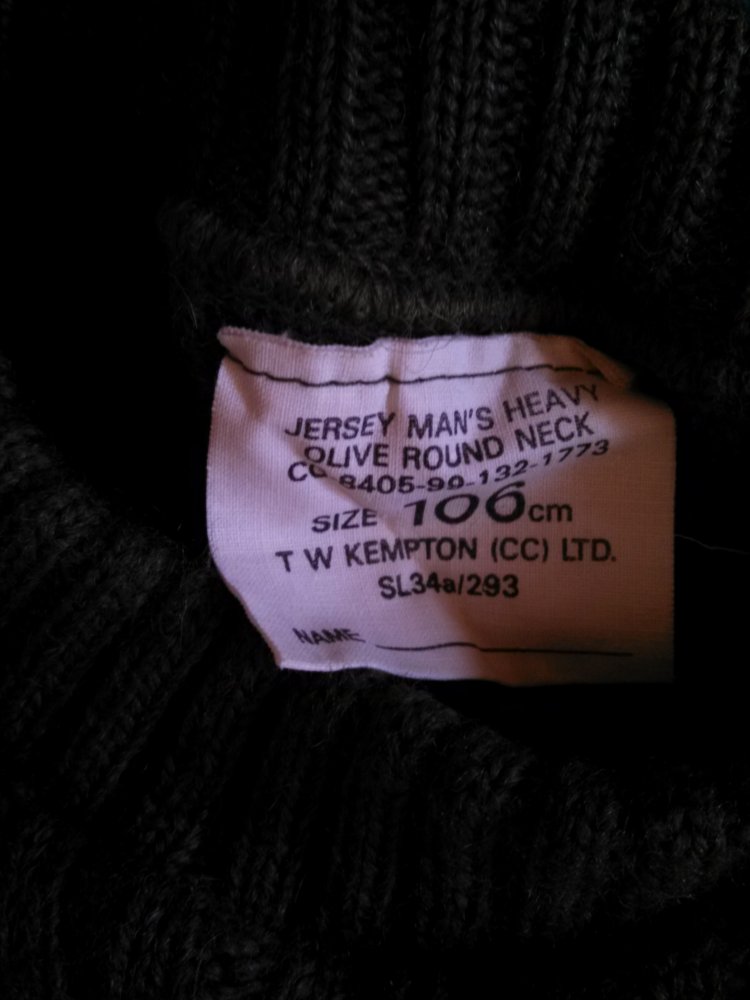 JERSEY MAN'S HEAVY
OLIVE ROUND NECK
CC 8405-99-132-1773
SIZE 106cm
T W KEMPTON (CC) LTD.
SL34a/293
NAME